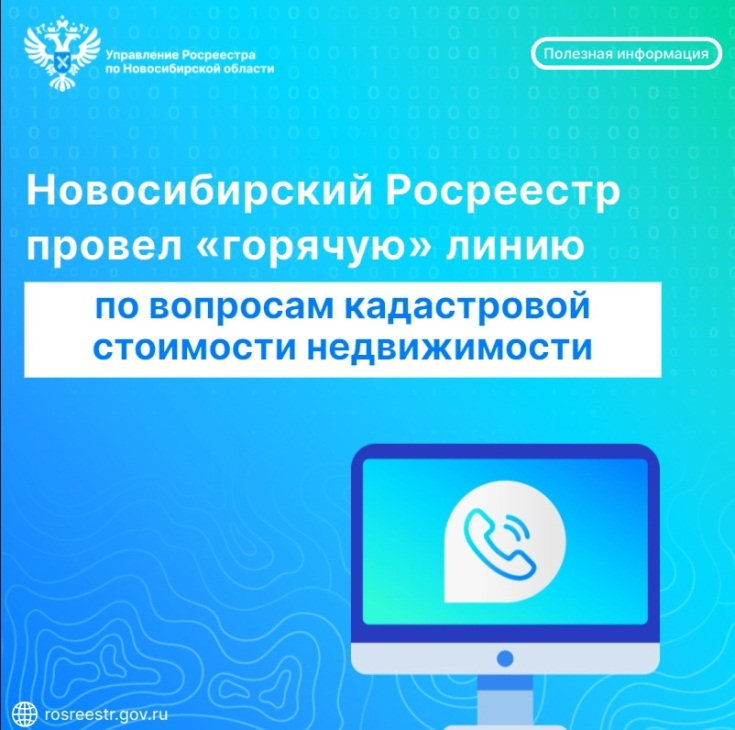 Управление Росреестра
по Новосибирской области
Полезная информация
Новосибирский Росреестр
провел «горячую» линию
по вопросам кадастровой
стоимости недвижимости
rosreestr.gov.ru